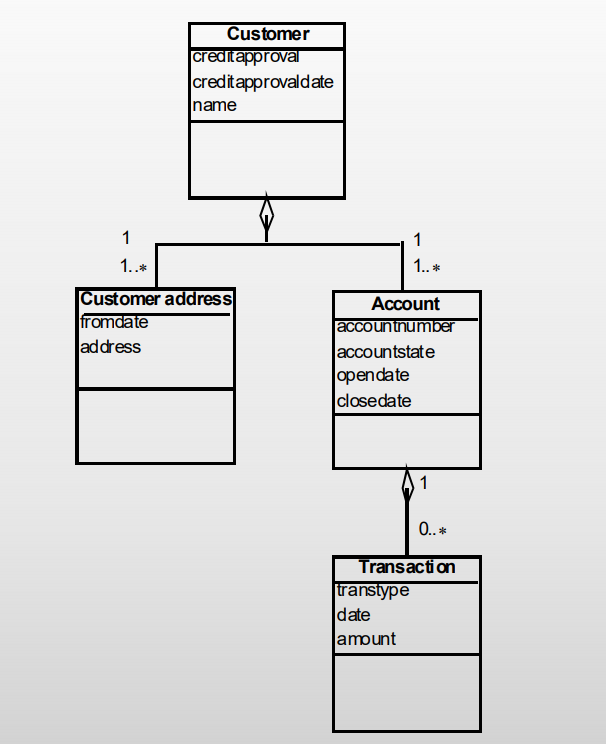 Customer
creditapproval
creditapprovaldate
name
1
1
1..*
1..*
Customer address
fromdate
address
Account
accountnumber
accountstate
opendate
closedate
1
0..*
Transaction
transtype
date
amount